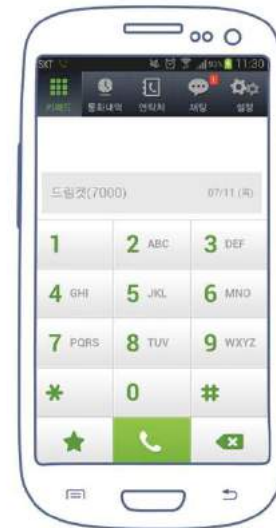 SKT 90% 11:30
키패드 통화내역 연락처 채팅 설정
드림캣(7000) 07/11 (목)
1 2 ABC 3 DEF
4 GHI 5 JKL 6 MNO
7 PQRS 8 TUV 9 WXYZ
* 0 #